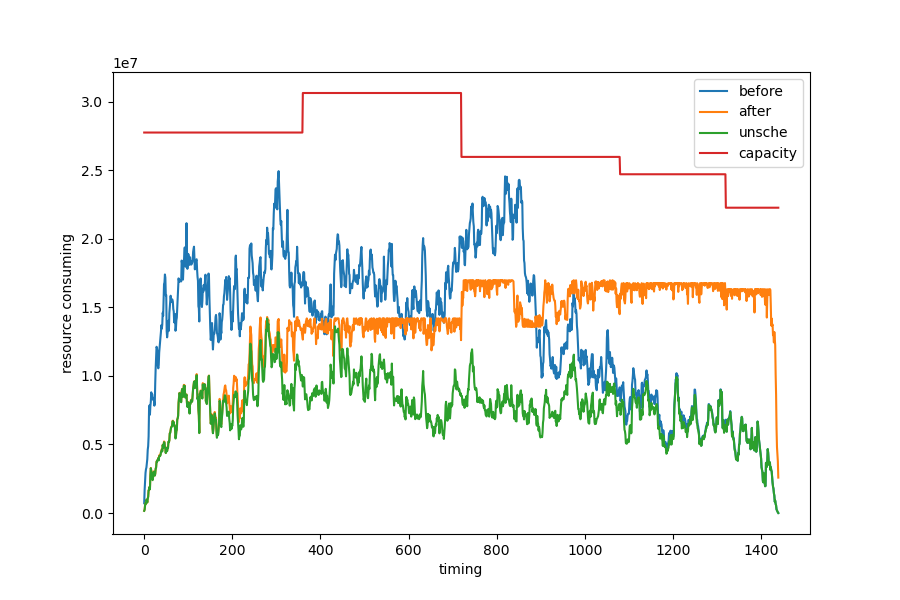 1e7
3.0
2.5
2.0
1.5
1.0
0.5
0.0
resource consuming
before
after
unsche
capacity
0 200 400 600 800 1000 1200 1400
timing